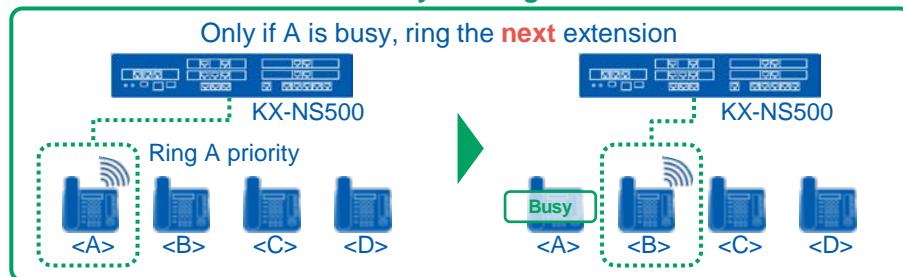 Only if A is busy, ring the next extension
KX-NS500
Ring A priority
<A> <B> <C> <D>
KX-NS500
Busy
<A> <B> <C> <D>